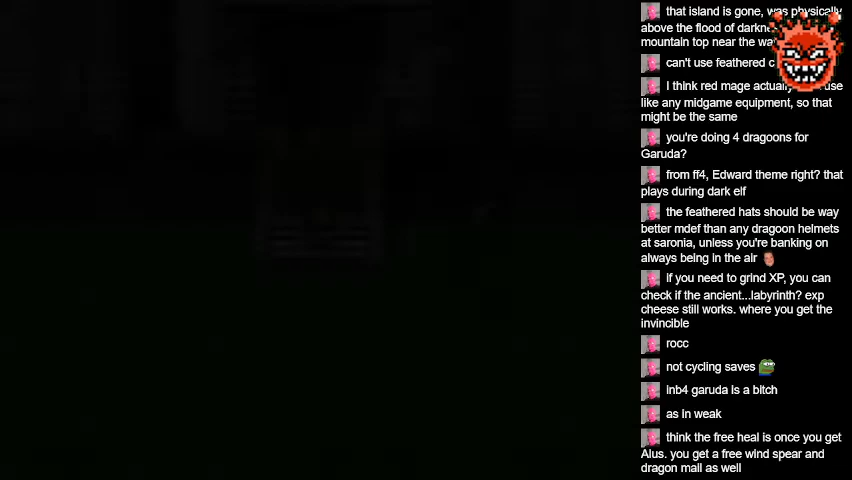 that island is gone, was physically
above the flood of
mountain top near the
can't use feathered
I think red mage
use
like any midgame equipment, so that
might be the same
you're doing 4 dragoons for
Garuda?
from ff4, Edward theme right? that
plays during dark elf
the feathered hats should be way
better mdef than any dragoon helmets
at saronia, unless you're banking on
always being in the air
if you need to grind XP, you can
check if the ancient...labyrinth? exp
cheese still works. where you get the
invincible
rocc
not cycling saves
inb4 garuda is a bitch
as in weak
think the free heal is once you get
Alus. you get a free wind spear and
dragon mail as well